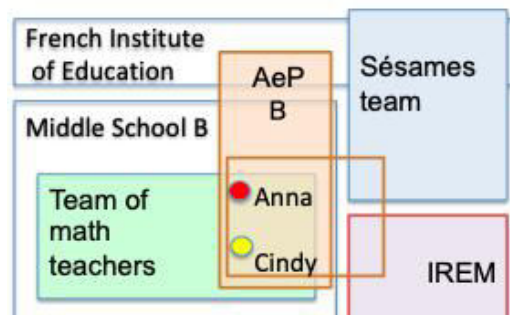 French Institute
of Education
AeP
B
Sésames
team
Middle School B
Team of
math
teachers
Anna
Cindy
IREM